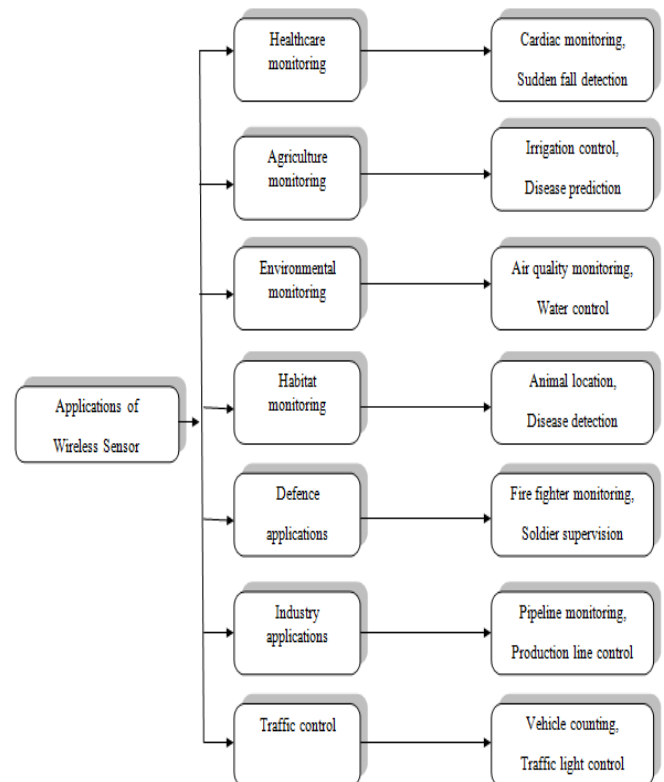 Healthcare
monitoring
Cardiac monitoring,
Sudden fall detection
Agriculture
monitoring
Irrigation control,
Disease prediction
Environmental
monitoring
Air quality monitoring,
Water control
Applications of
Wireless Sensor
Habitat
monitoring
Animal location,
Disease detection
Defence
applications
Fire fighter monitoring,
Soldier supervision
Industry
applications
Pipeline monitoring,
Production line control
Traffic control
Vehicle counting,
Traffic light control